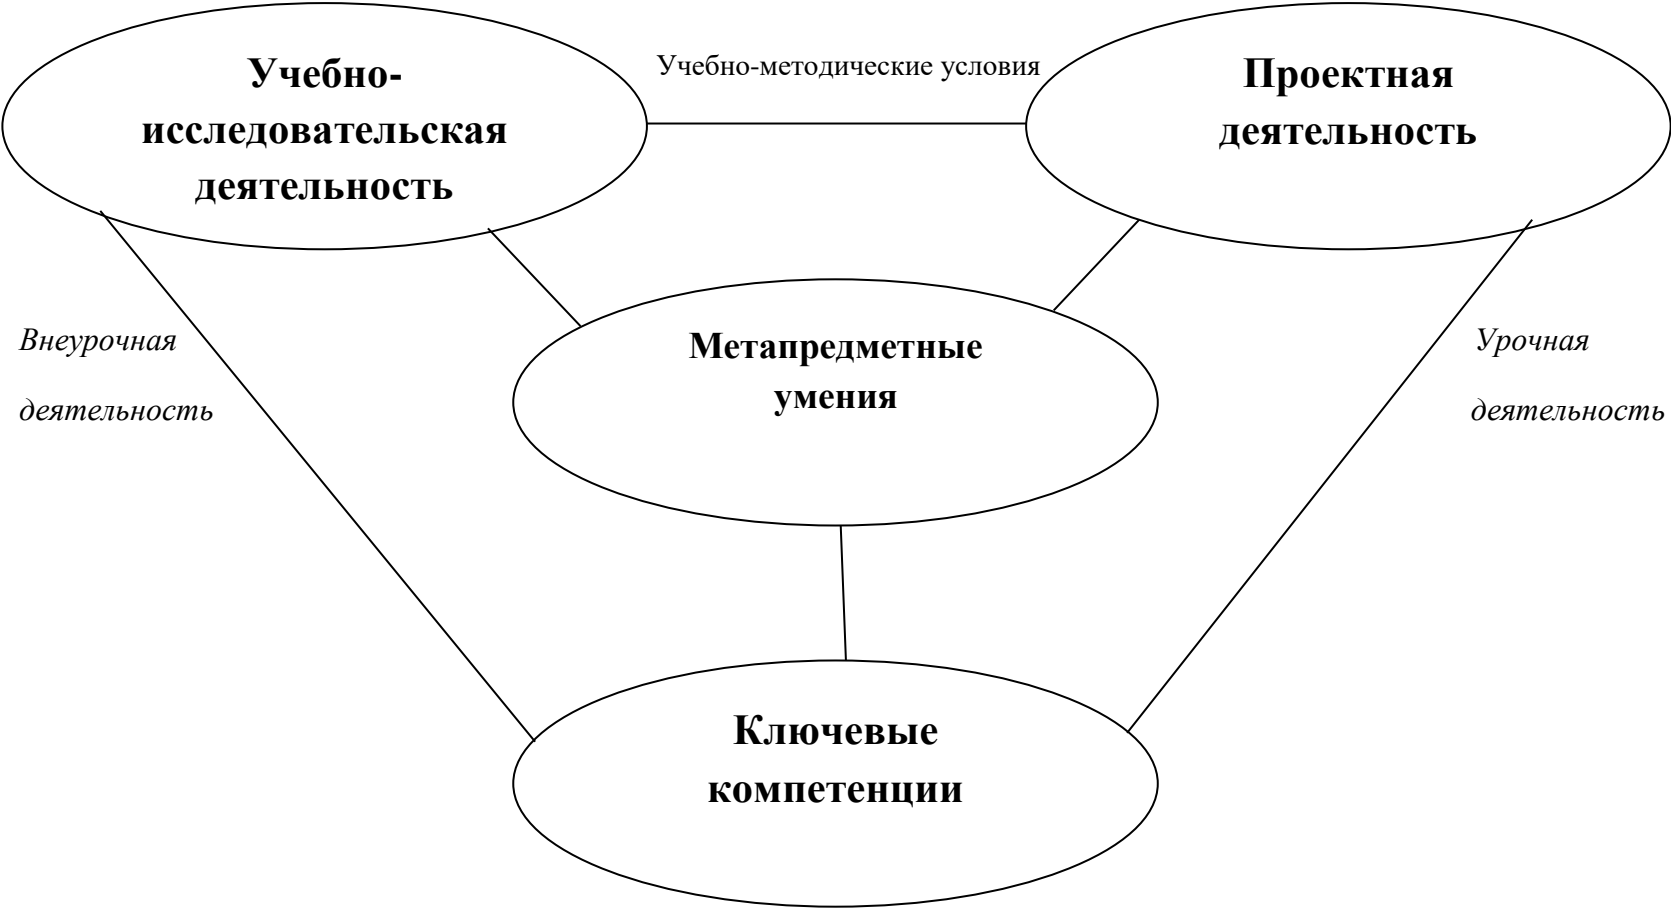 Учебно-
исследовательская
деятельность
Учебно-методические условия
Проектная
деятельность
Внеурочная
деятельность
Метапредметные
умения
Урочная
деятельность
Ключевые
компетенции